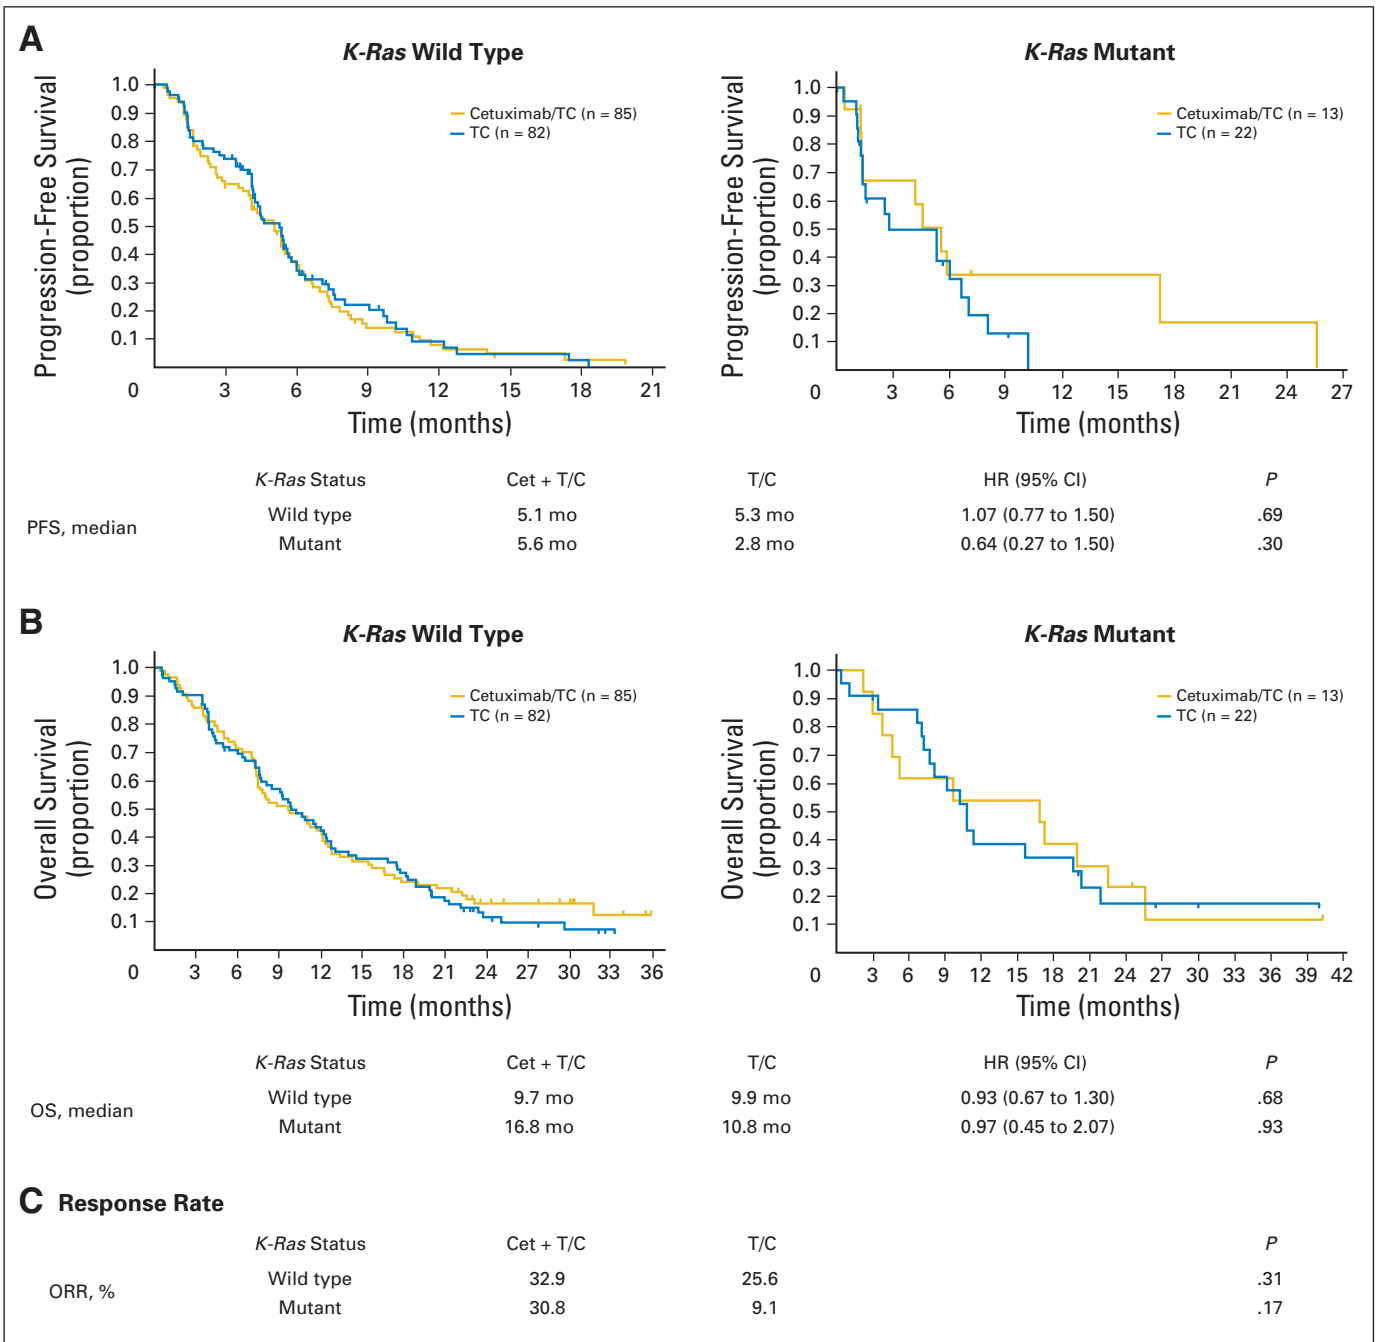 A
K-Ras Wild Type
Progression-Free Survival
(proportion)
1.0
0.9
0.8
0.7
0.6
0.5
0.4
0.3
0.2
0.1
Cetuximab/TC (n = 85)
TC (n = 82)
0 3 6 9 12 15 18 21
Time (months)
K-Ras Mutant
Progression-Free Survival
(proportion)
1.0
0.9
0.8
0.7
0.6
0.5
0.4
0.3
0.2
0.1
Cetuximab/TC (n = 13)
TC (n = 22)
0 3 6 9 12 15 18 21 24 27
Time (months)
K-Ras Status Cet + T/C T/C HR (95% CI) P
PFS, median
Wild type 5.1 mo 5.3 mo 1.07 (0.77 to 1.50) .69
Mutant 5.6 mo 2.8 mo 0.64 (0.27 to 1.50) .30
B
K-Ras Wild Type
Overall Survival
(proportion)
1.0
0.9
0.8
0.7
0.6
0.5
0.4
0.3
0.2
0.1
Cetuximab/TC (n = 85)
TC (n = 82)
0 3 6 9 12 15 18 21 24 27 30 33 36
Time (months)
K-Ras Mutant
Overall Survival
(proportion)
1.0
0.9
0.8
0.7
0.6
0.5
0.4
0.3
0.2
0.1
Cetuximab/TC (n = 13)
TC (n = 22)
0 3 6 9 12 15 18 21 24 27 30 33 36 39 42
Time (months)
K-Ras Status Cet + T/C T/C HR (95% CI) P
OS, median
Wild type 9.7 mo 9.9 mo 0.93 (0.67 to 1.30) .68
Mutant 16.8 mo 10.8 mo 0.97 (0.45 to 2.07) .93
C Response Rate
K-Ras Status Cet + T/C T/C P
ORR, %
Wild type 32.9 25.6 .31
Mutant 30.8 9.1 .17